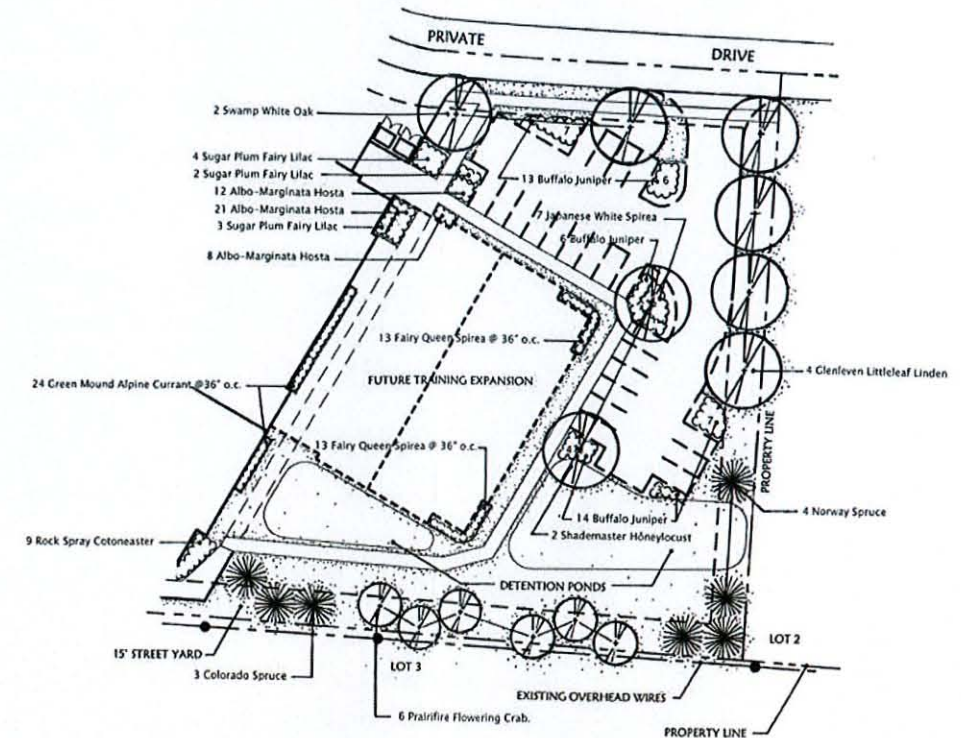 PRIVATE DRIVE
2 Swamp White Oak
4 Sugar Plum Fairy Lilac
2 Sugar Plum Fairy Lilac
12 Albo-Marginata Hosta
21 Albo-Marginata Hosta
3 Sugar Plum Fairy Lilac
8 Albo-Marginata Hosta
7
13 Buffalo Juniper
6
7 Japanese White Spirea
6 Buffalo Juniper
13 Fairy Queen Spirea @ 36" o.c.
FUTURE TRAINING EXPANSION
24 Green Mound Alpine Currant @36" o.c.
4 Glenleven Littleleaf Linden
13 Fairy Queen Spirea @ 36" o.c.
PROPERTY LINE
4 Norway Spruce
14 Buffalo Juniper
2 Shademaster Honeylocust
9 Rock Spray Cotoneaster
DETENTION PONDS
15' STREET YARD
3 Colorado Spruce
LOT 3
LOT 2
EXISTING OVERHEAD WIRES
6 Prairifire Flowering Crab.
PROPERTY LINE